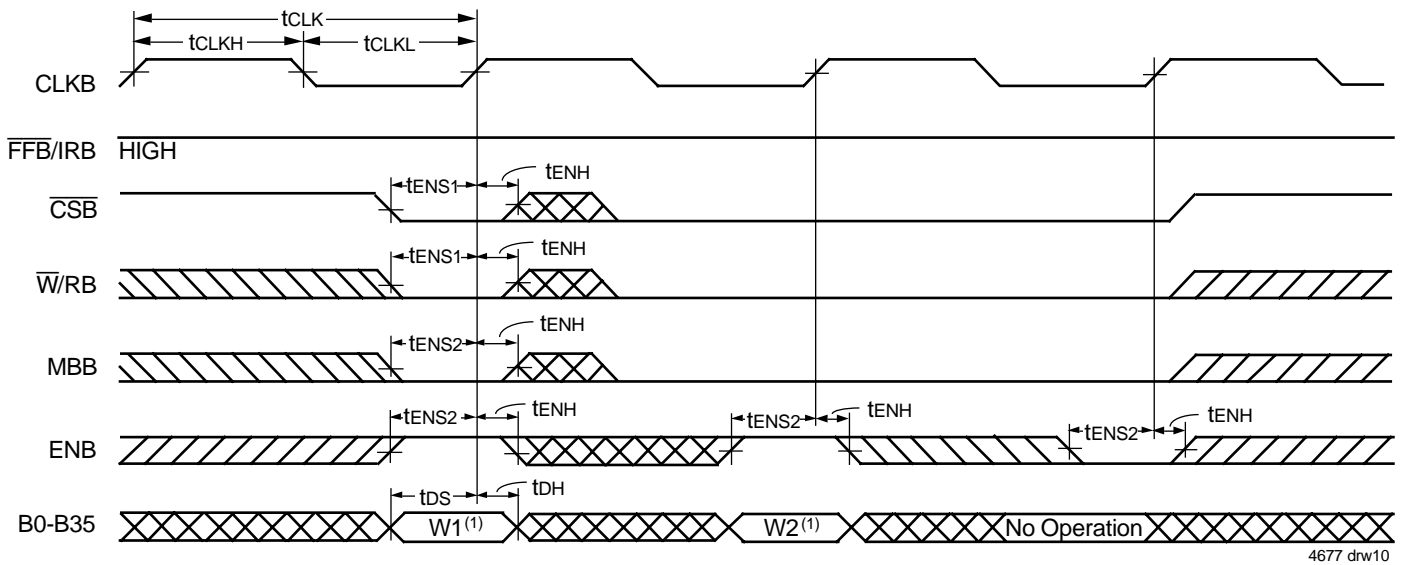 tCLK
tCLKH tCLKL
CLKB
FFB/IRB HIGH
tENS1 tENH
CSB
tENS1 tENH
W/RB
tENS2 tENH
MBB
tENS2 tENH tENS2 tENH tENS2 tENH
ENB
tDS tDH
B0-B35 W1(1) W2(1) No Operation
4677 drw10